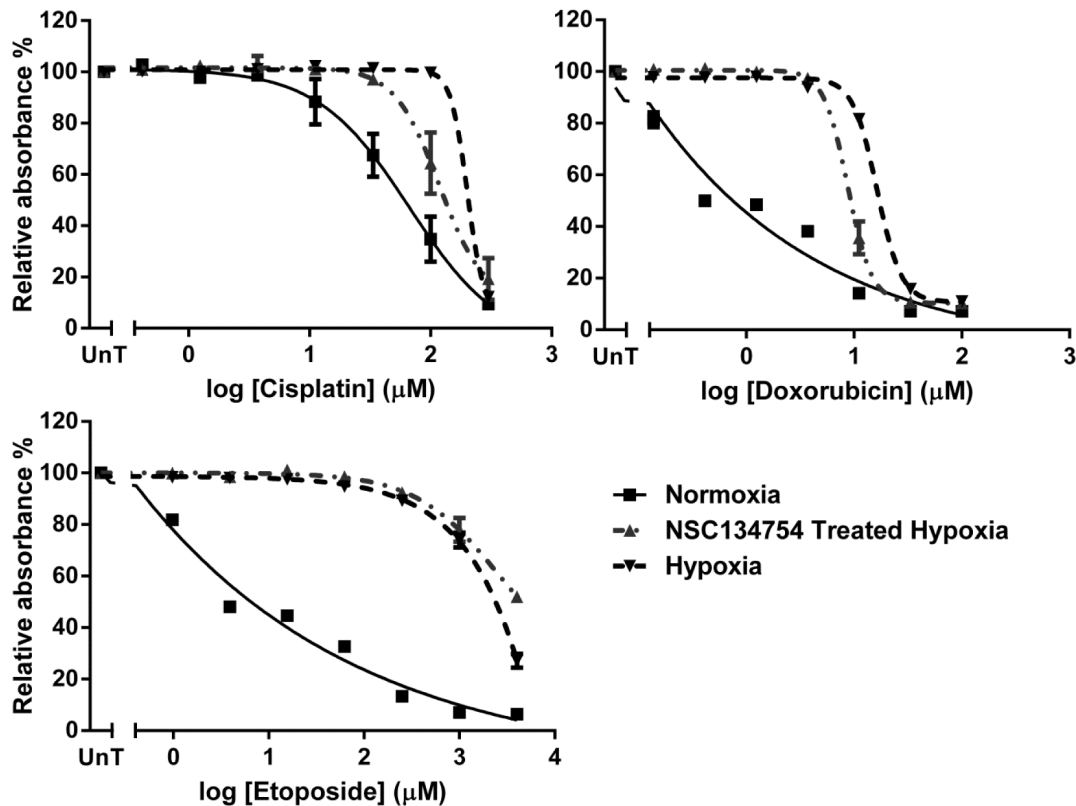 Relative absorbance %
120
100
80
60
40
20
0
UnT 0 1 2 3
log [Cisplatin] (μM)
120
100
80
60
40
20
0
UnT 0 1 2 3
log [Doxorubicin] (μM)
Relative absorbance %
120
100
80
60
40
20
0
UnT 0 1 2 3 4
log [Etoposide] (μM)
Normoxia
NSC134754 Treated Hypoxia
Hypoxia